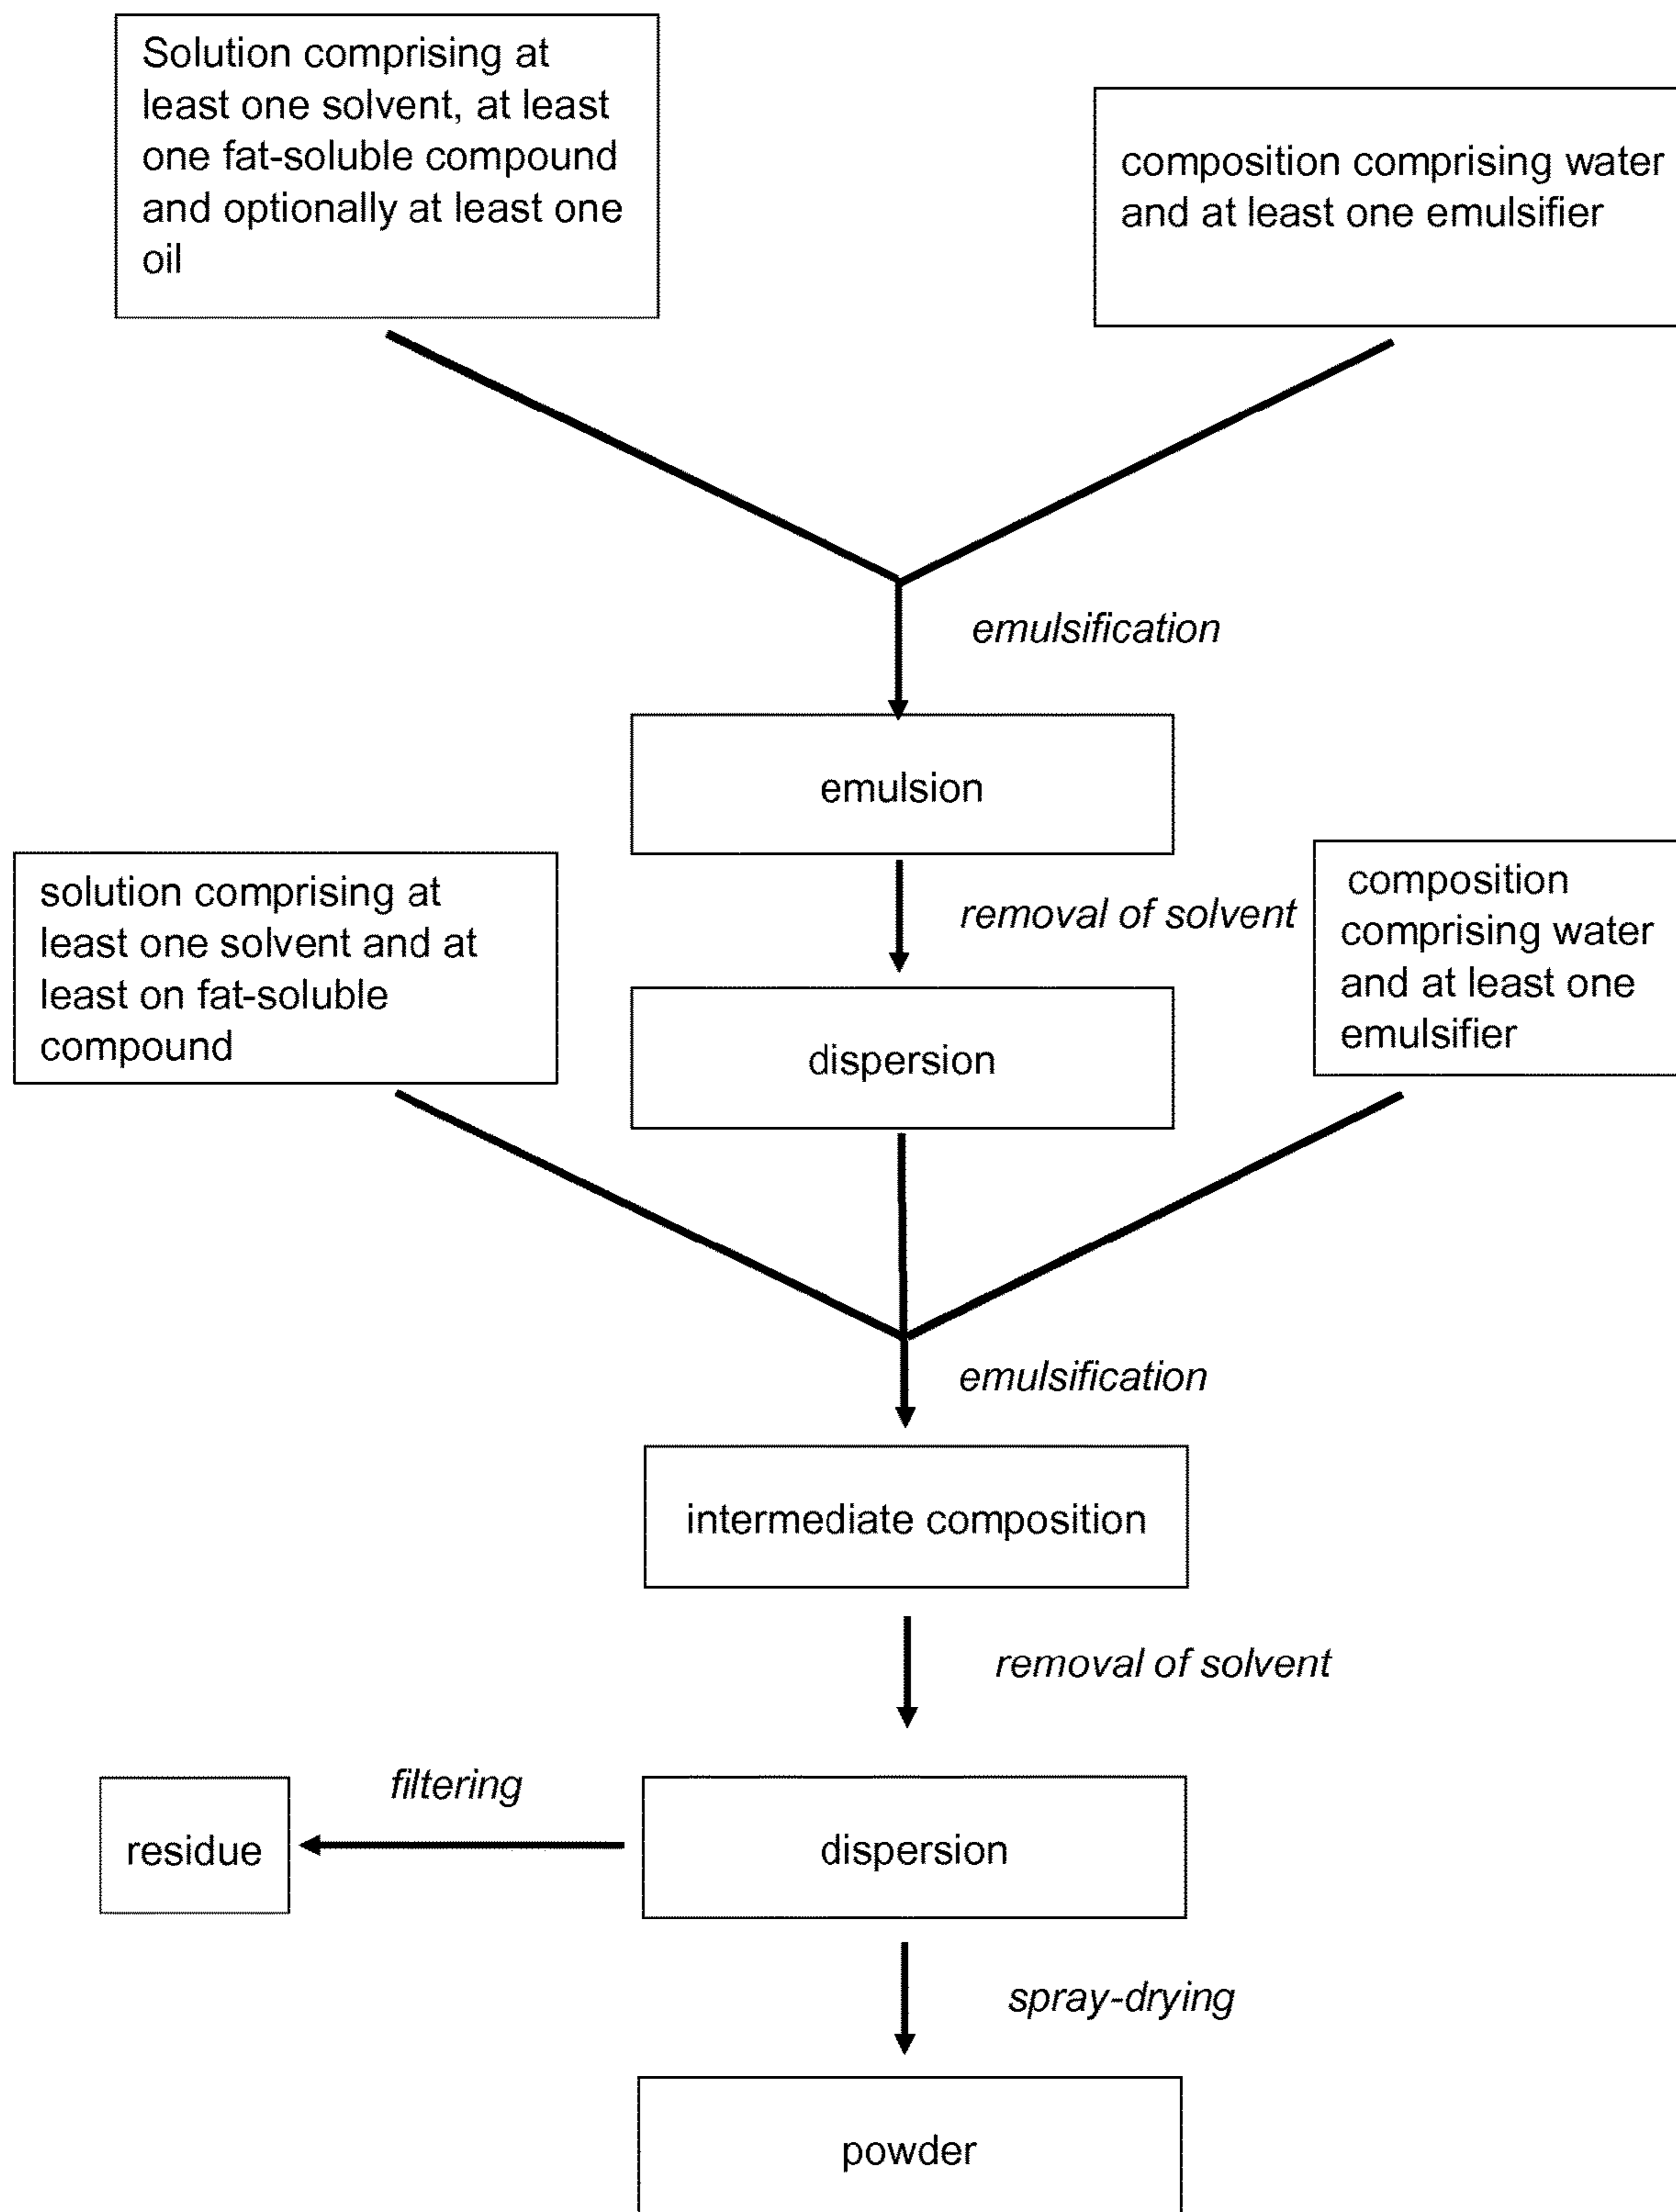 Solution comprising at
least one solvent, at least
one fat-soluble compound
and optionally at least one
oil
composition comprising water
and at least one emulsifier
emulsification
emulsion
removal of solvent
solution comprising at
least one solvent and at
least on fat-soluble
compound
composition
comprising water
and at least one
emulsifier
dispersion
emulsification
intermediate composition
removal of solvent
filtering
residue
dispersion
spray-drying
powder